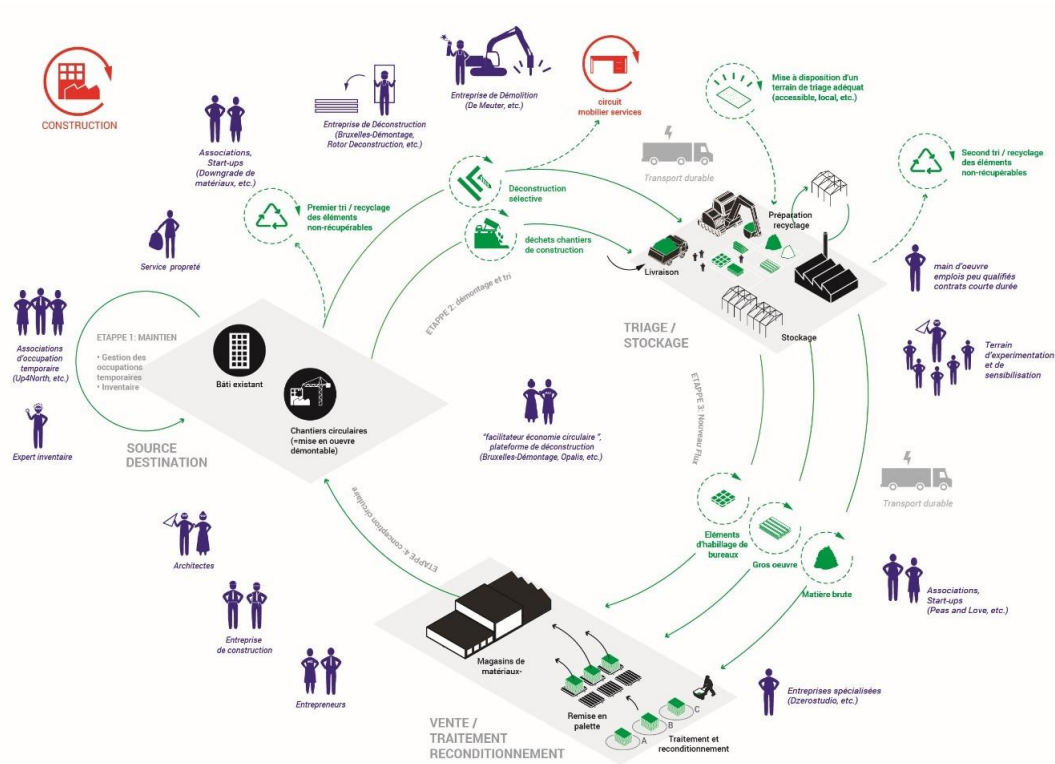 CONSTRUCTION
Associations,
Start-ups
(Downgrade de
matériaux, etc.)
Entreprise de Déconstruction
(Bruxelles-Démontage,
Rotor Deconstruction, etc.)
Entreprise de Démolition
(De Meuter, etc.)
circuit
mobilier services
Mise à disposition d'un
terrain de triage adéquat
(accessible, local, etc.)
Transport durable
Second tri / recyclage
des éléments
non-récupérables
Premier tri / recyclage
des éléments
non-récupérables
Déconstruction
sélective
déchets chantiers
de construction
Préparation
recyclage
Livraison
Service propreté
main d'oeuvre
emplois peu qualifiés
contrats courte durée
ETAPPE 2: démontage et tri
TRIAGE /
STOCKAGE
Stockage
Terrain
d'experimentation
et de
sensibilisation
Associations
d'occupation
temporaire
(Up4North, etc.)
ETAPPE 1: MAINTIEN
• Gestion des
occupations
temporaires
• Inventaire
Bâti existant
Chantiers circulaires
(=mise en ouevre
démontable)
Expert inventaire
SOURCE
DESTINATION
"facilitateur économie circulaire ",
plateforme de déconstruction
(Bruxelles-Démontage, Opalis, etc.)
ETAPPE 3: Nouveau Flux
Transport durable
ETAPPE 4: conception circulaire
Eléments
d'habillage de
bureaux
Gros oeuvre
Matière brute
Architectes
Associations,
Start-ups
(Peas and Love, etc.)
Entreprise
de construction
Magasins de
matériaux-
Entrepreneurs
Remise en
palette
A
B
C
Traitement et
reconditionnement
Entreprises spécialisées
(Dzerostudio, etc.)
VENTE /
TRAITEMENT
RECONDITIONNEMENT